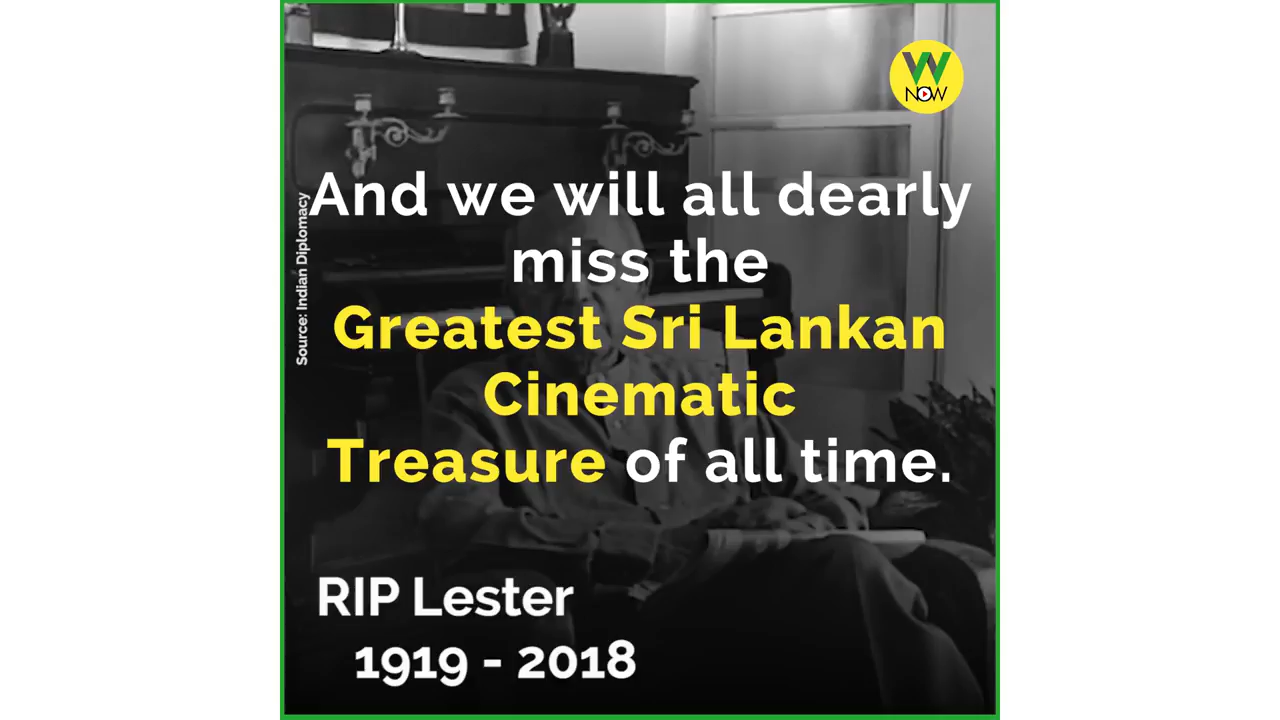 W
NOW
Source: Indian Diplomacy
And we will all dearly
miss the
Greatest Sri Lankan
Cinematic
Treasure of all time.
RIP Lester
1919 - 2018